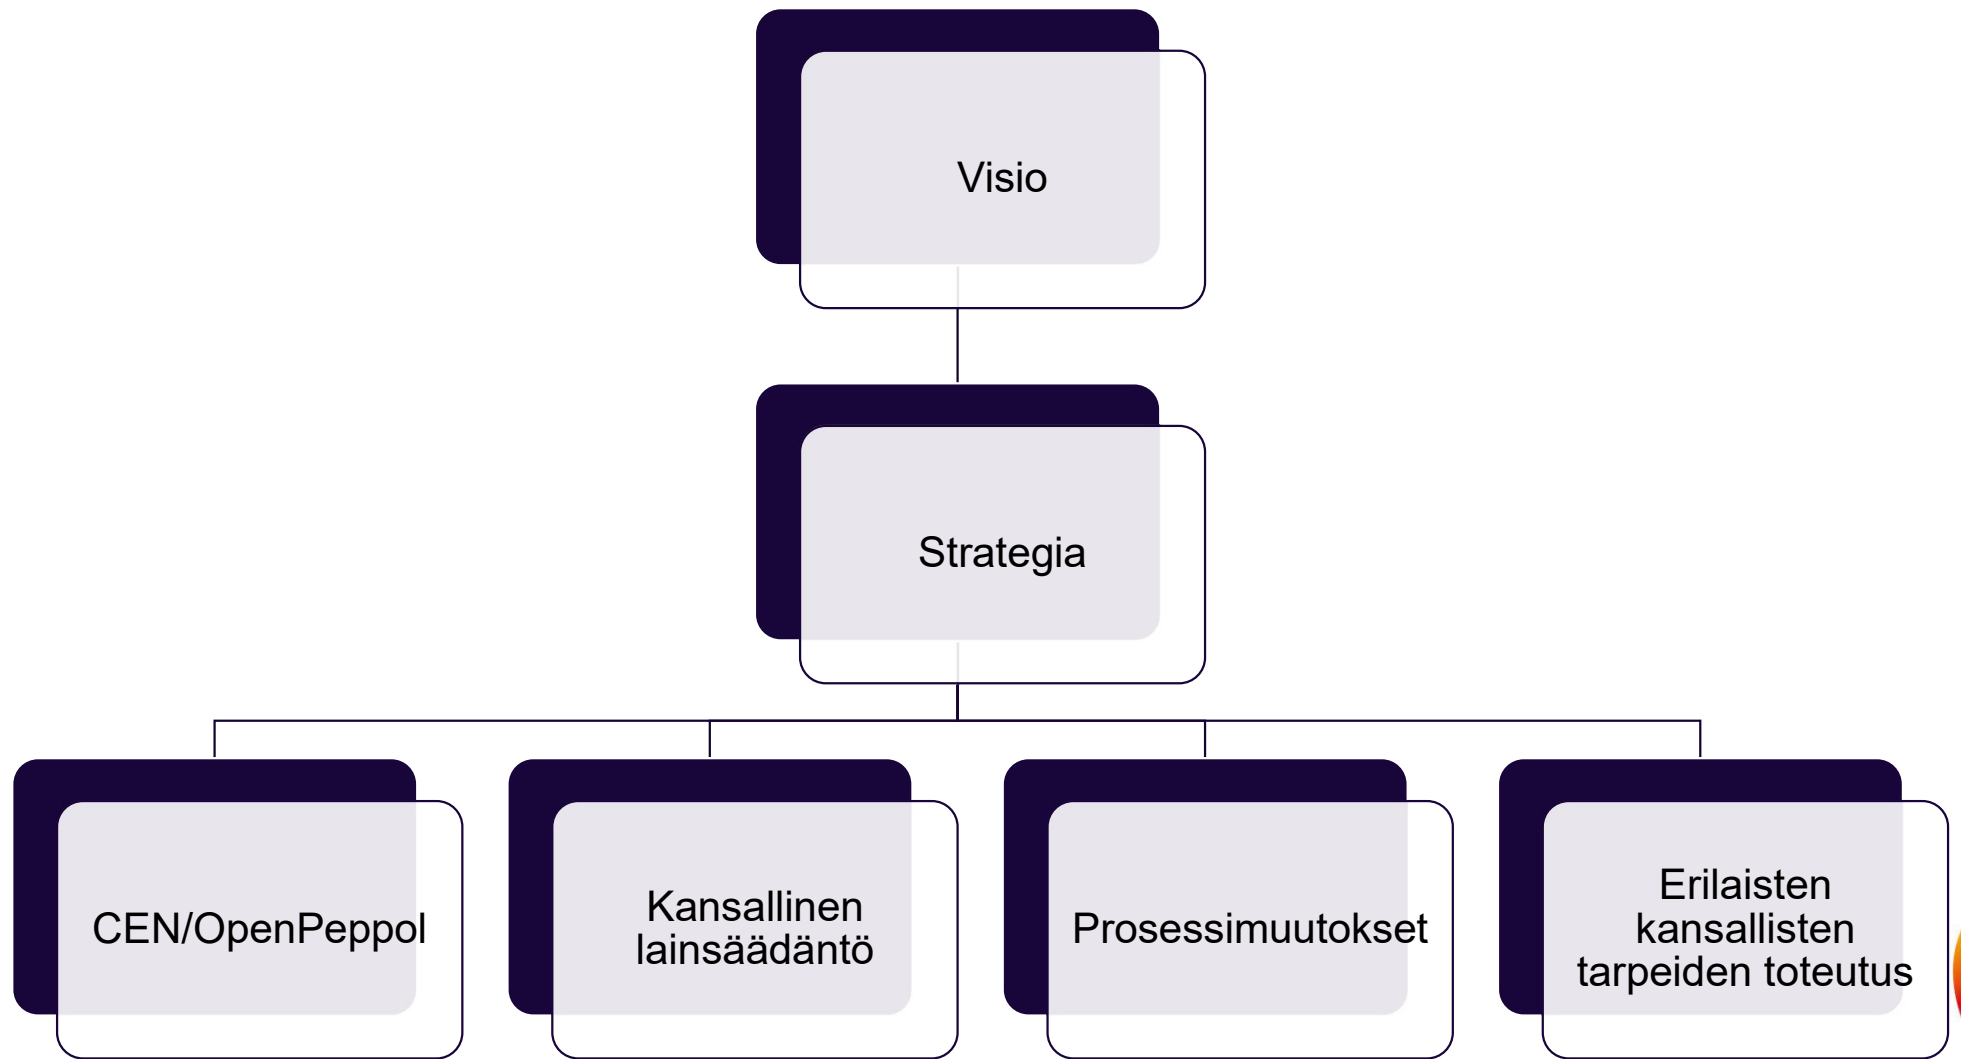 Visio
Strategia
CEN/OpenPeppol
Kansallinen
lainsäädäntö
Prosessimuutokset
Erilaisten
kansallisten
tarpeiden toteutus